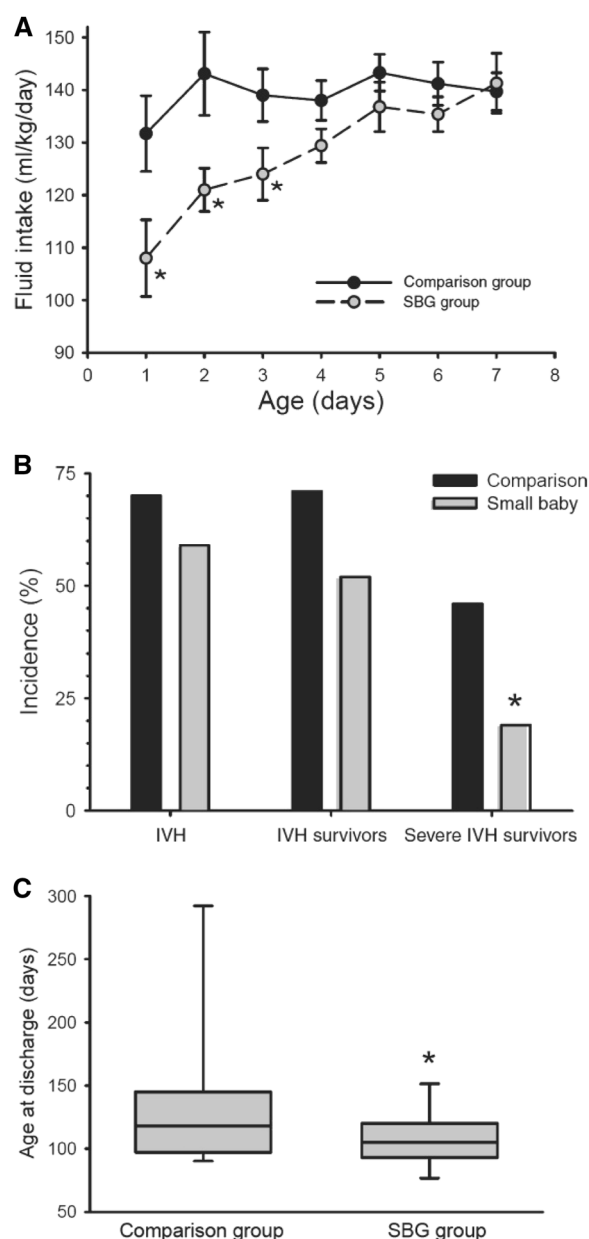 A
Fluid intake (ml/kg/day)
150
140
130
120
110
100
90
*
*
*
Comparison group
SBG group
0 1 2 3 4 5 6 7 8
Age (days)
B
Incidence (%)
75
50
25
0
Comparison
Small baby
*
IVH IVH survivors Severe IVH survivors
C
Age at discharge (days)
300
250
200
150
100
50
*
Comparison group SBG group